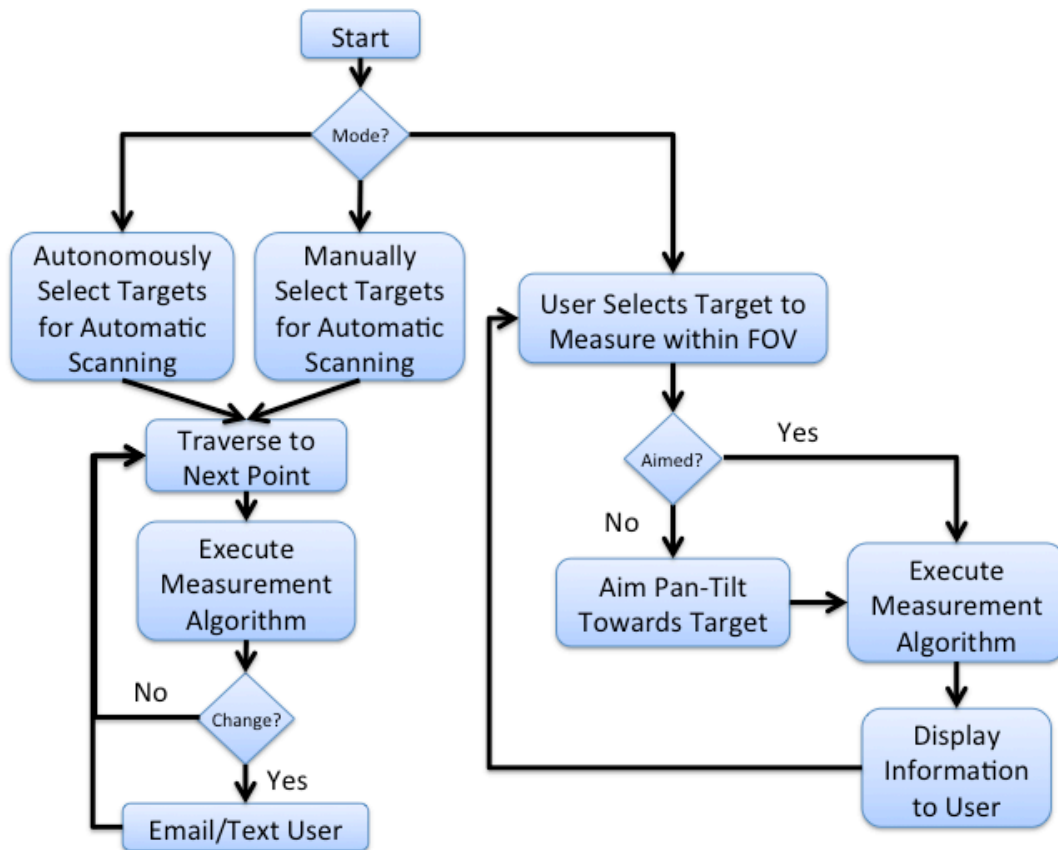 Start
Mode?
Autonomously
Select Targets
for Automatic
Scanning
Manually
Select Targets
for Automatic
Scanning
Traverse to
Next Point
Execute
Measurement
Algorithm
Change?
No
Yes
Email/Text User
User Selects Target to
Measure within FOV
Aimed?
Yes
No
Aim Pan-Tilt
Towards Target
Execute
Measurement
Algorithm
Display
Information
to User